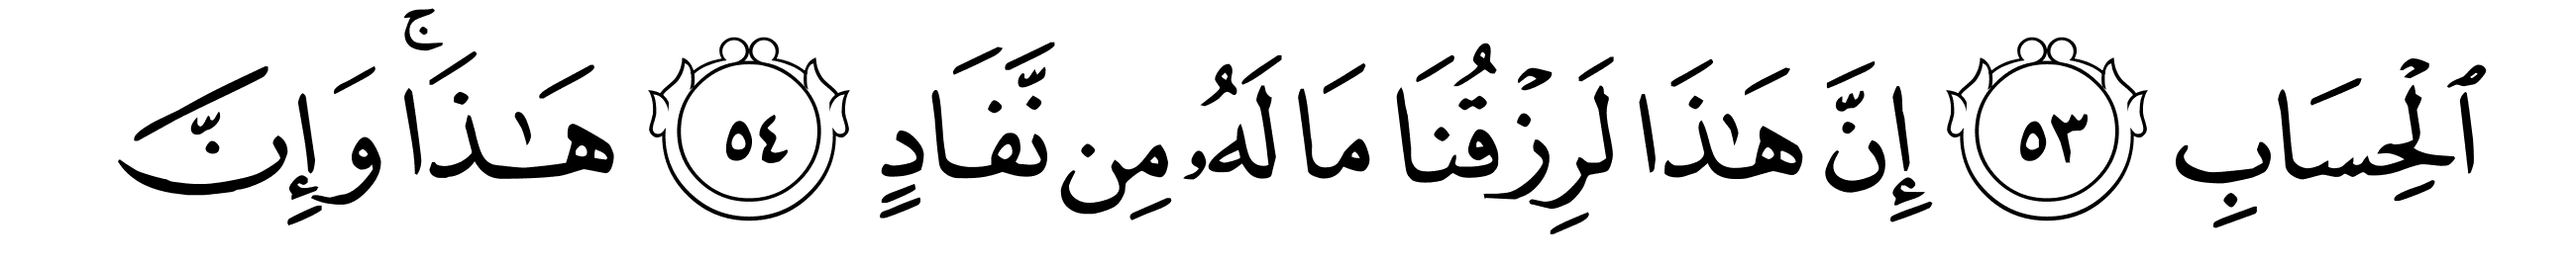 ٱلْحِسَابِ ٥٣ إِنَّ هَـٰذَا لَرِزْقُنَا مَا لَهُۥ مِن نَّفَادٍ ٥٤ هَـٰذَاۚ وَإِنَّ